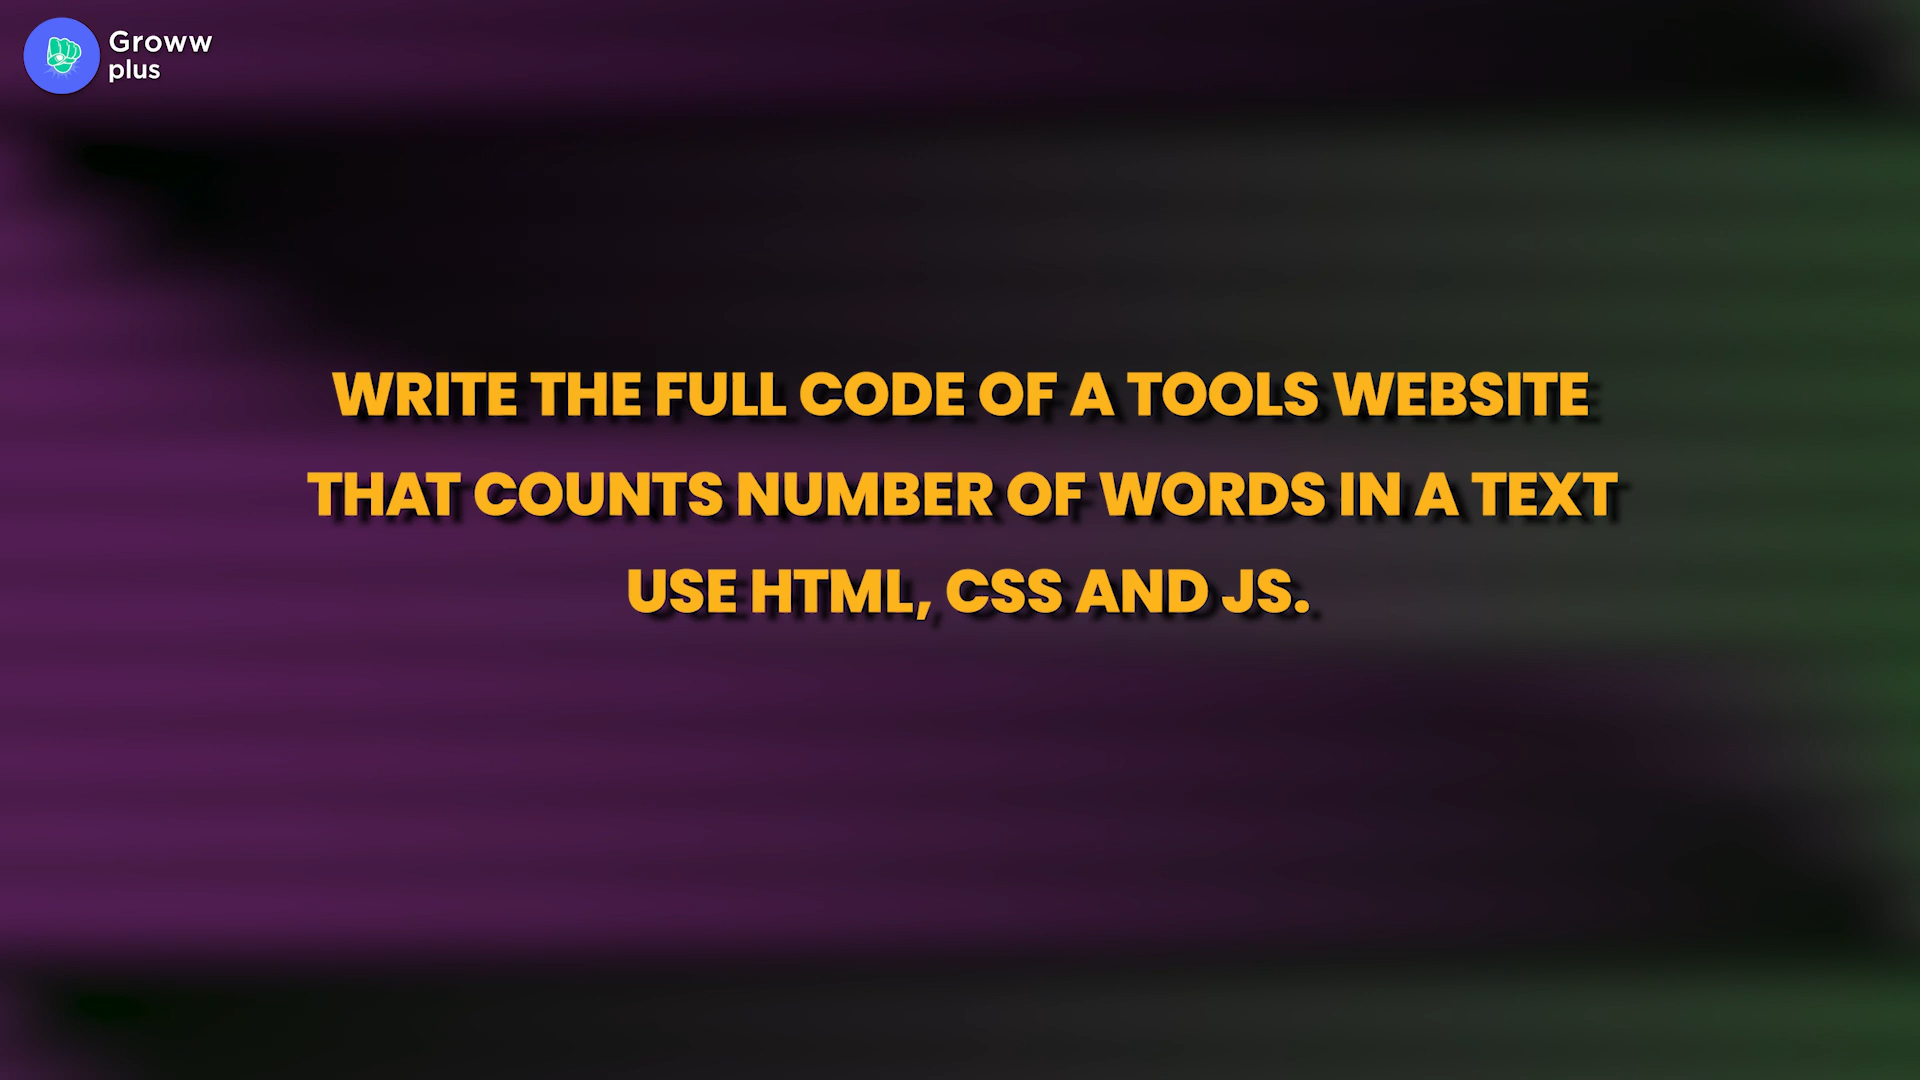 Groww
plus
WRITE THE FULL CODE OF A TOOLS WEBSITE
THAT COUNTS NUMBER OF WORDS IN A TEXT
USE HTML, CSS AND JS.